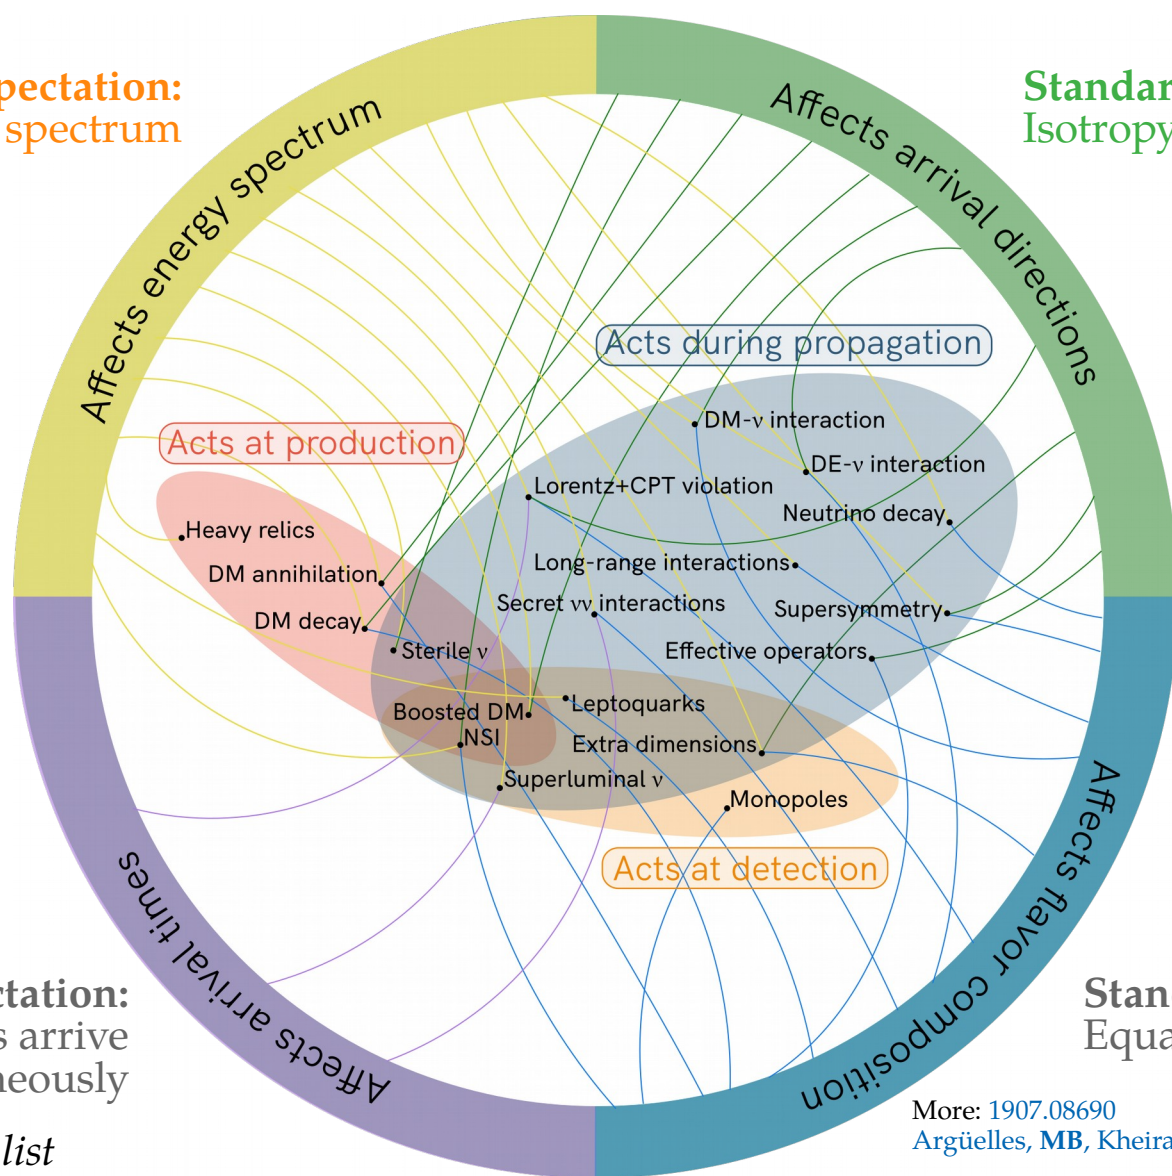 pectation:
spectrum
Standar
Isotropy
Affects energy spectrum
Affects arrival directions
Acts during propagation
DM-ν interaction
Acts at production
DE-ν interaction
Lorentz+CPT violation
Neutrino decay
Heavy relics
Long-range interactions
DM annihilation
Secret νν interactions
Supersymmetry
DM decay
Sterile ν
Effective operators
Leptoquarks
Boosted DM
NSI
Extra dimensions
Superluminal ν
Monopoles
Acts at detection
Affects arrival times
Affects flavor composition
ctation:
s arrive
neously
list
Stan
Equa
More: 1907.08690
Argüelles, MB, Kheira